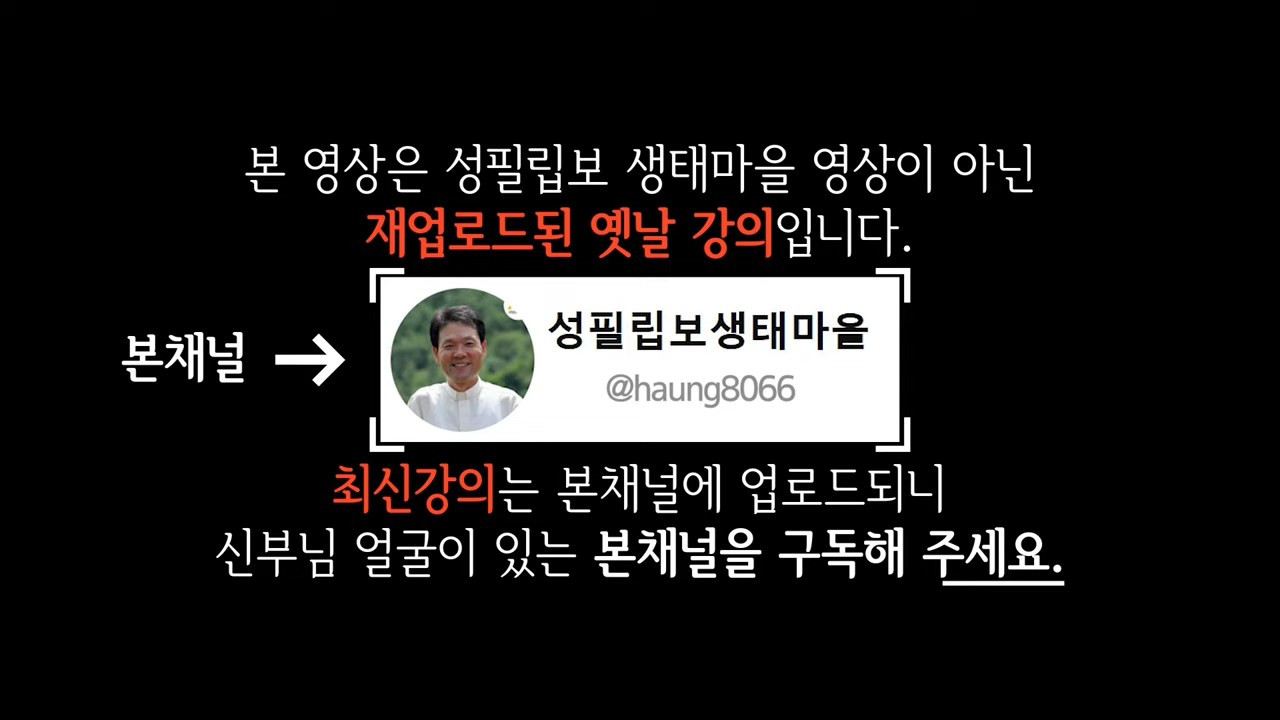 본 영상은 성필립보 생태마을 영상이 아닌
재업로드된 옛날 강의입니다.
본채널 →
성필립보생태마을
@haung8066
최신강의는 본채널에 업로드되니
신부님 얼굴이 있는 본채널을 구독해 주세요.